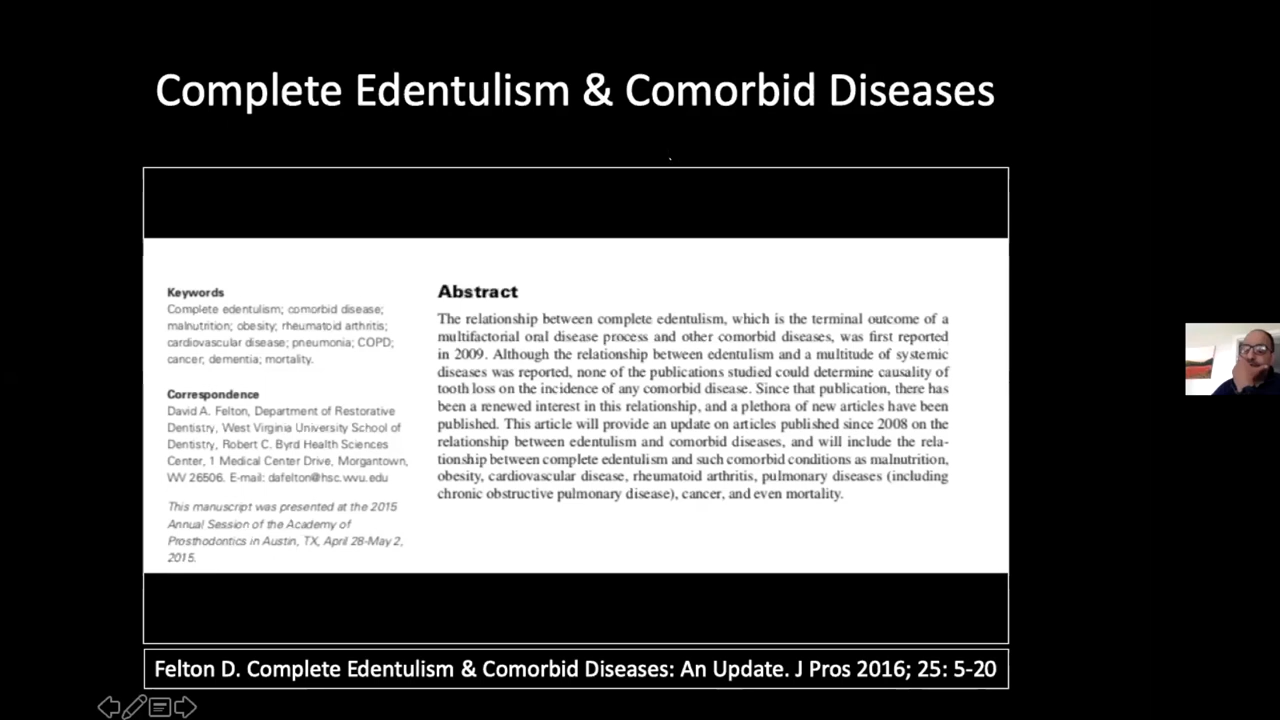 Complete Edentulism & Comorbid Diseases
Keywords
Complete edentulism; comorbid disease;
malnutrition; obesity; rheumatoid arthritis;
cardiovascular disease; pneumonia; COPD;
cancer; dementia; mortality.
Correspondence
David A. Felton, Department of Restorative
Dentistry, West Virginia University School of
Dentistry, Robert C. Byrd Health Sciences
Center, 1 Medical Center Drive, Morgantown,
WV 26506. E-mail: dafelton@hsc.wvu.edu
This manuscript was presented at the 2015
Annual Session of the Academy of
Prosthodontics in Austin, TX, April 28-May 2,
2015.
Abstract
The relationship between complete edentulism, which is the terminal outcome of a
multifactorial oral disease process and other comorbid diseases, was first reported
in 2009. Although the relationship between edentulism and a multitude of systemic
diseases was reported, none of the publications studied could determine causality of
tooth loss on the incidence of any comorbid disease. Since that publication, there has
been a renewed interest in this relationship, and a plethora of new articles have been
published. This article will provide an update on articles published since 2008 on the
relationship between edentulism and comorbid diseases, and will include the rela-
tionship between complete edentulism and such comorbid conditions as malnutrition,
obesity, cardiovascular disease, rheumatoid arthritis, pulmonary diseases (including
chronic obstructive pulmonary disease), cancer, and even mortality.
Felton D. Complete Edentulism & Comorbid Diseases: An Update. J Pros 2016; 25: 5-20